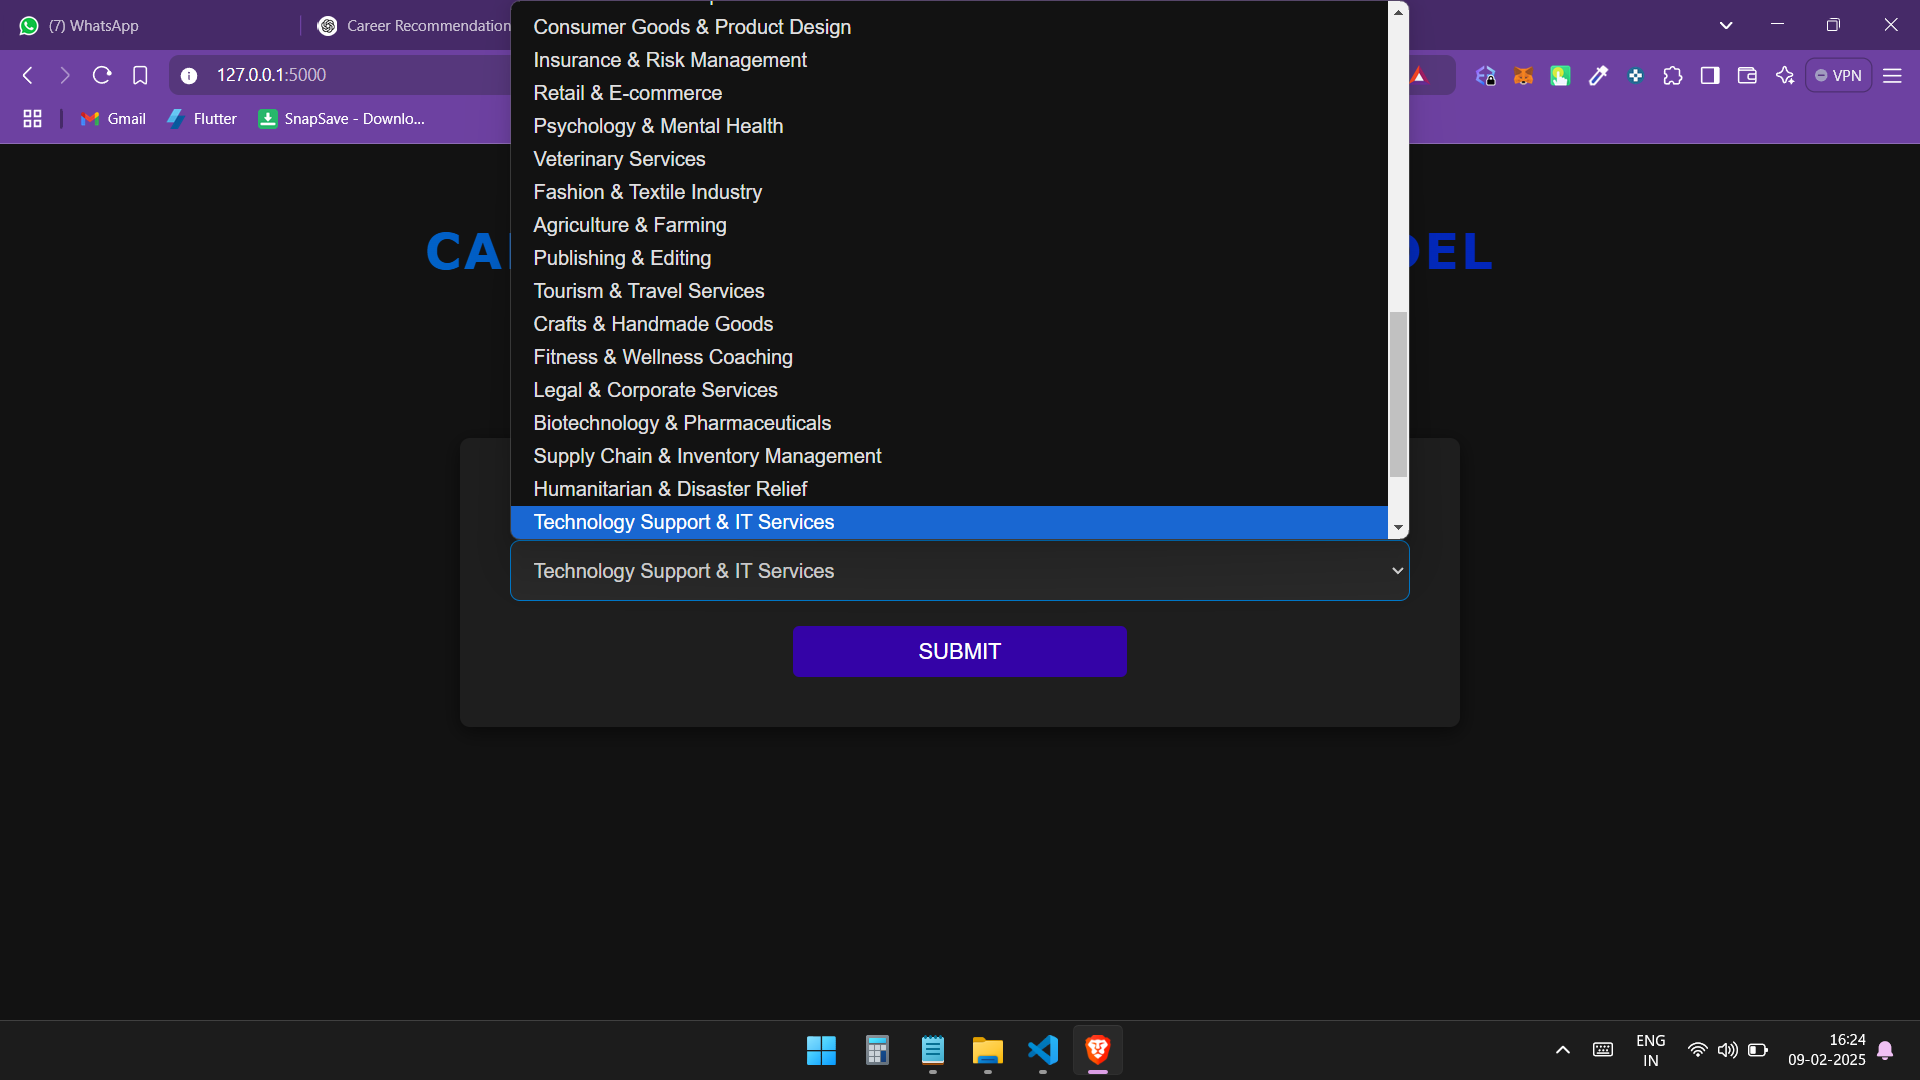 (7) WhatsApp
Career Recommendation
127.0.0.1:5000
VPN
Gmail
Flutter
SnapSave - Downlo...
Consumer Goods & Product Design
Insurance & Risk Management
Retail & E-commerce
Psychology & Mental Health
Veterinary Services
Fashion & Textile Industry
Agriculture & Farming
Publishing & Editing
Tourism & Travel Services
Crafts & Handmade Goods
Fitness & Wellness Coaching
Legal & Corporate Services
Biotechnology & Pharmaceuticals
Supply Chain & Inventory Management
Humanitarian & Disaster Relief
Technology Support & IT Services
Technology Support & IT Services
SUBMIT
ENG
IN
16:24
09-02-2025